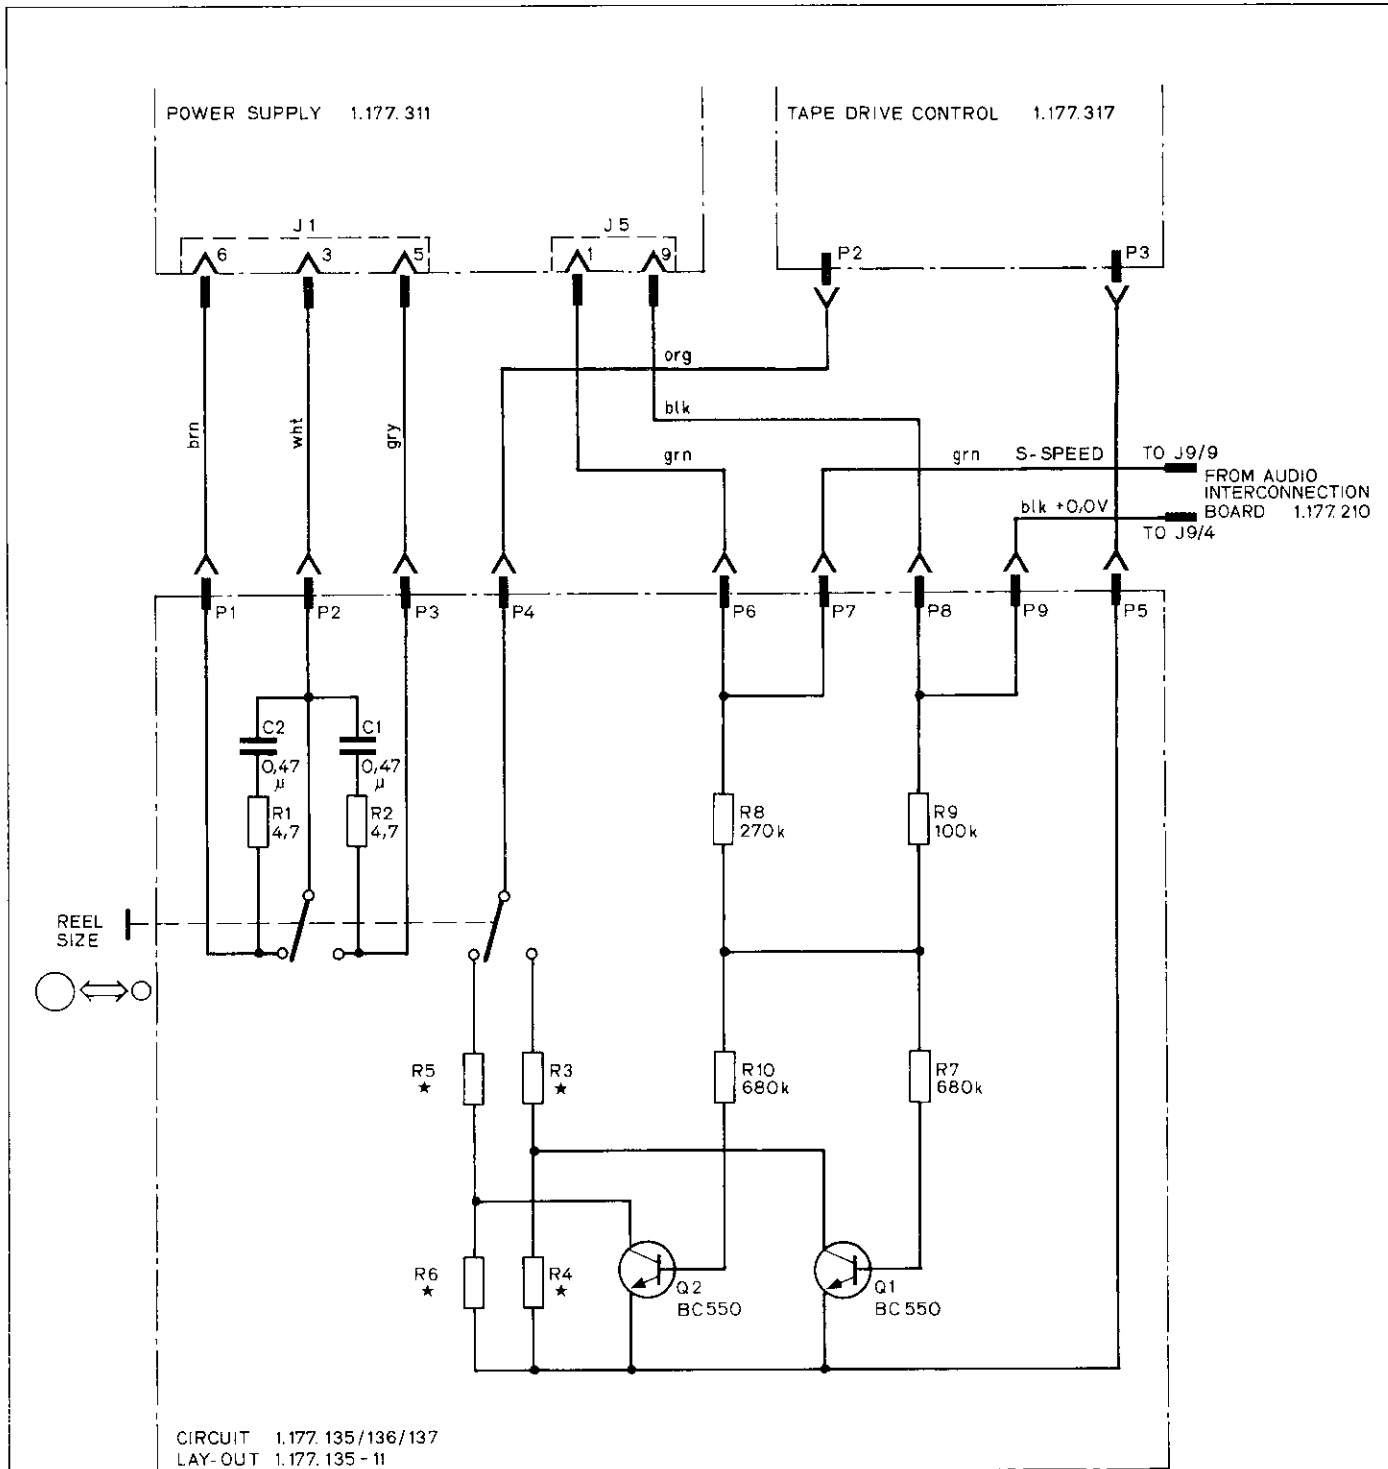 POWER SUPPLY 1.177.311
TAPE DRIVE CONTROL 1.177.317
J1
J5
6
3
5
1
9
P2
P3
org
blk
brn
wht
gry
grn
grn
S-SPEED
TO J9/9
FROM AUDIO
INTERCONNECTION
BOARD 1.177.210
blk +0,0V
TO J9/4
P1
P2
P3
P4
P6
P7
P8
P9
P5
C2
0,47
µ
C1
0,47
µ
R1
4,7
R2
4,7
R8
270k
R9
100k
REEL
SIZE
R5
★
R3
★
R10
680k
R7
680k
R6
★
R4
★
Q2
BC550
Q1
BC550
CIRCUIT 1.177.135/136/137
LAY-OUT 1.177.135-11